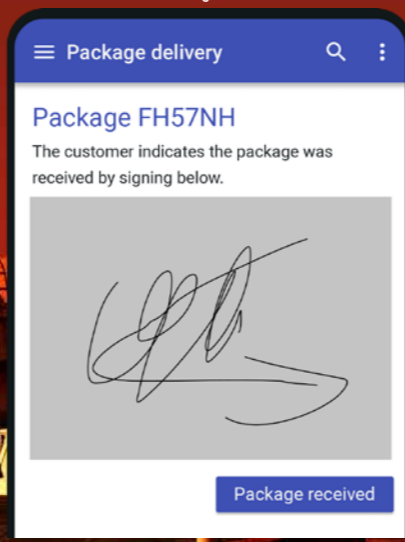 Package delivery
Package FH57NH
The customer indicates the package was
received by signing below.
Package received